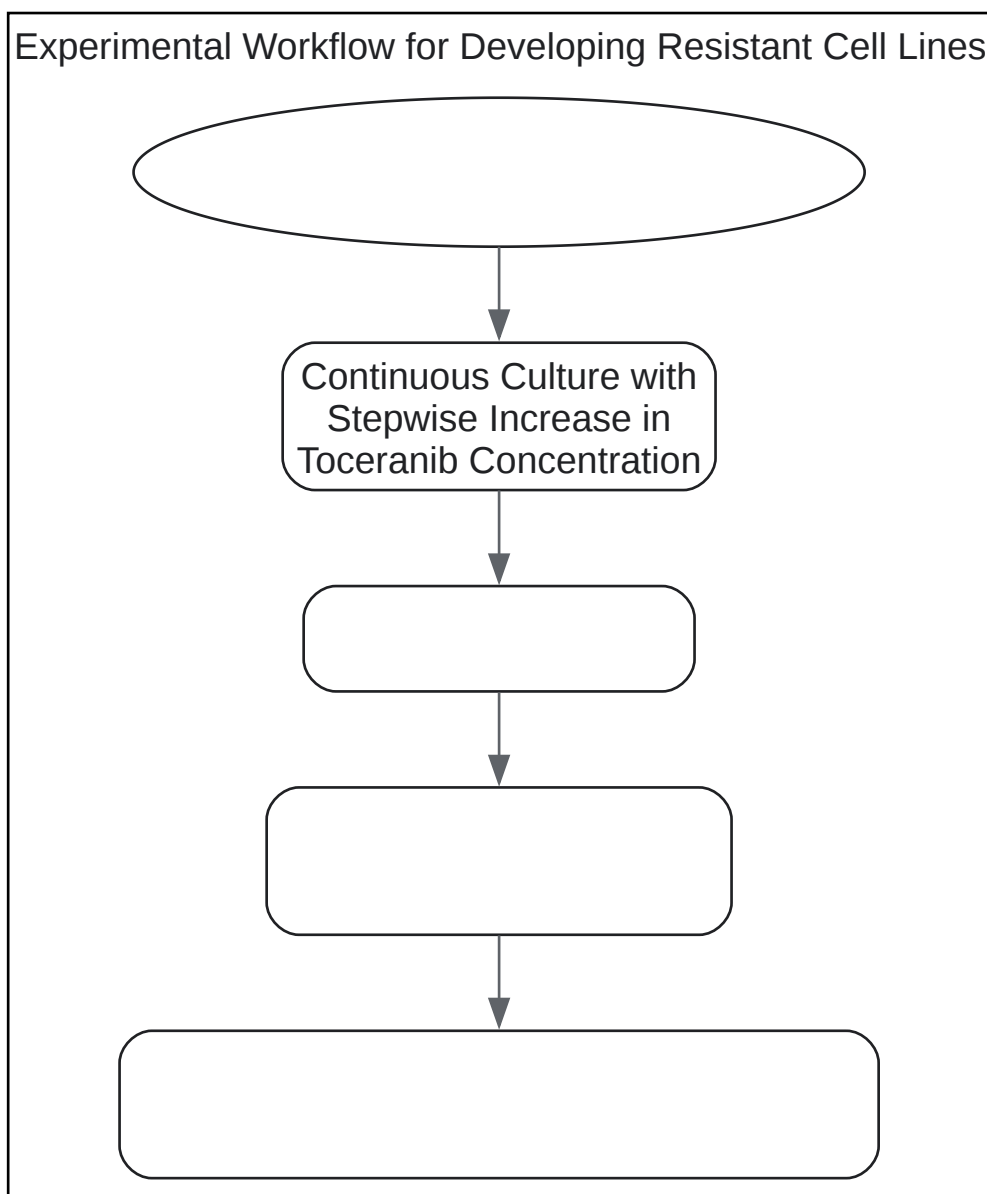 Experimental Workflow for Developing Resistant Cell Lines
Continuous Culture with
Stepwise Increase in
Toceranib Concentration